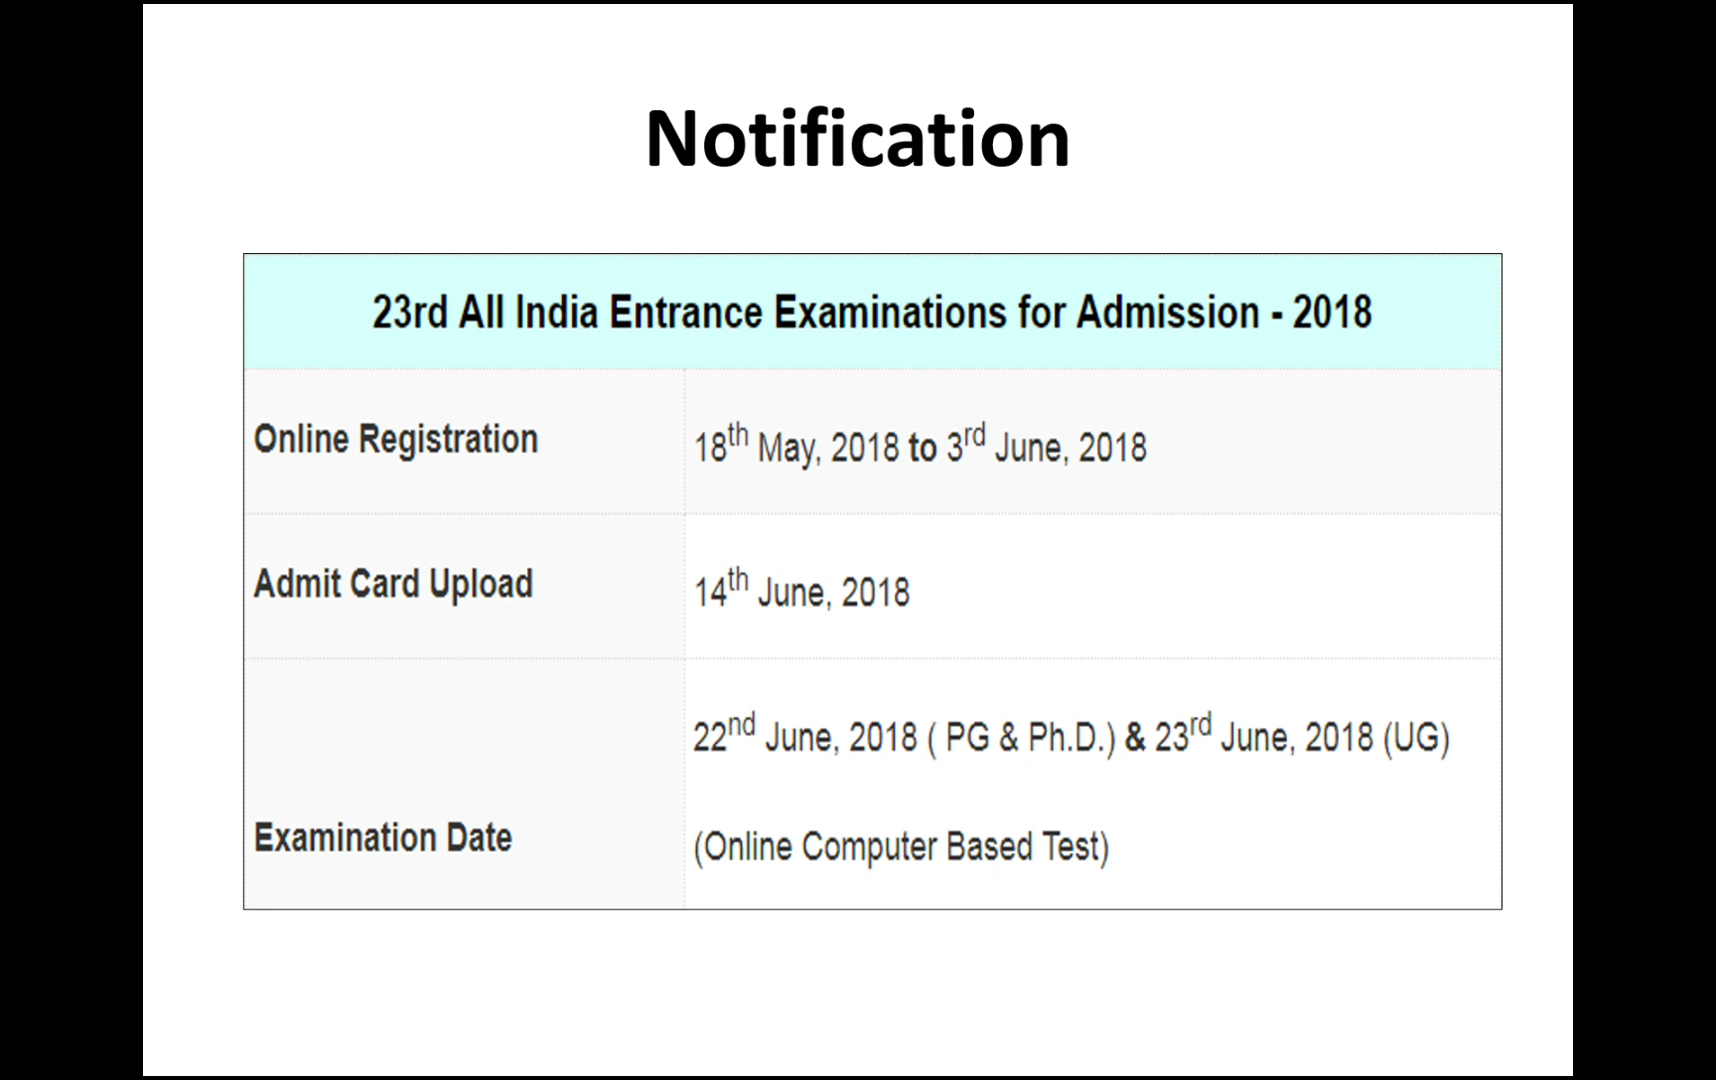 Notification
23rd All India Entrance Examinations for Admission - 2018
Online Registration
18th May, 2018 to 3rd June, 2018
Admit Card Upload
14th June, 2018
22nd June, 2018 ( PG & Ph.D.) & 23rd June, 2018 (UG)
Examination Date
(Online Computer Based Test)